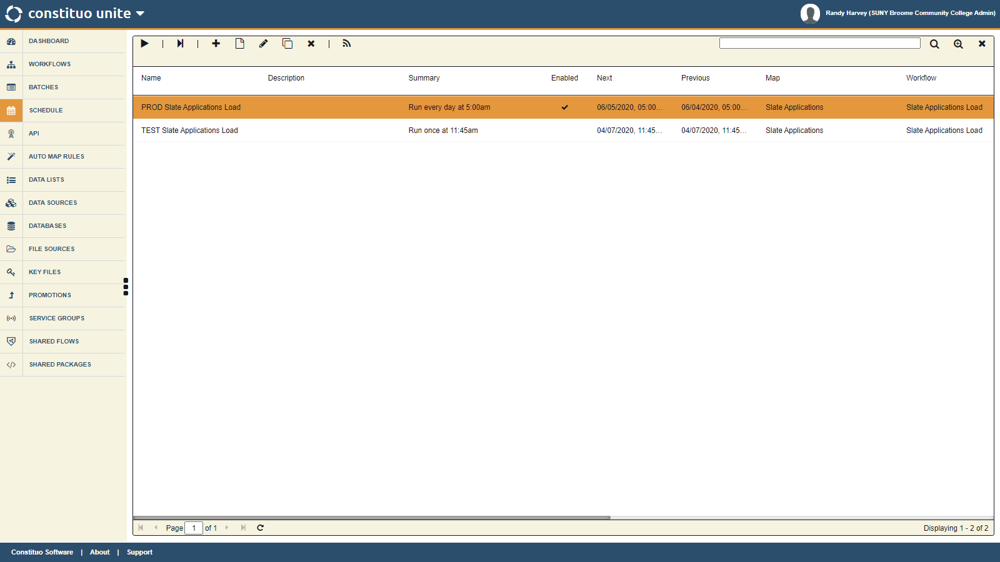 constituo unite
Randy Harvey (SUNY Broome Community College Admin)
DASHBOARD
WORKFLOWS
BATCHES
SCHEDULE
API
AUTO MAP RULES
DATA LISTS
DATA SOURCES
DATABASES
FILE SOURCES
KEY FILES
PROMOTIONS
SERVICE GROUPS
SHARED FLOWS
SHARED PACKAGES
| | |
Name Description Summary Enabled Next Previous Map Workflow
PROD Slate Applications Load Run every day at 5:00am 06/05/2020, 05:00... 06/04/2020, 05:00... Slate Applications Slate Applications Load
TEST Slate Applications Load Run once at 11:45am 04/07/2020, 11:45... 04/07/2020, 11:45... Slate Applications Slate Applications Load
Page 1 of 1 Displaying 1 - 2 of 2
Constituo Software | About | Support